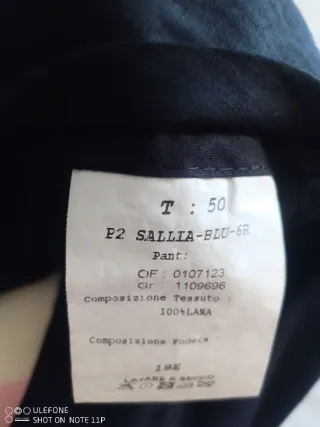 T : 50
P2 SALLIA-BLU-6R
Pant:
OF : 0107123
Gr : 1109696
Composizione Tessuto :
100%LANA
Composizione Fodera :
19E
LAVARE A SECCO
ULEFONE
SHOT ON NOTE 11P